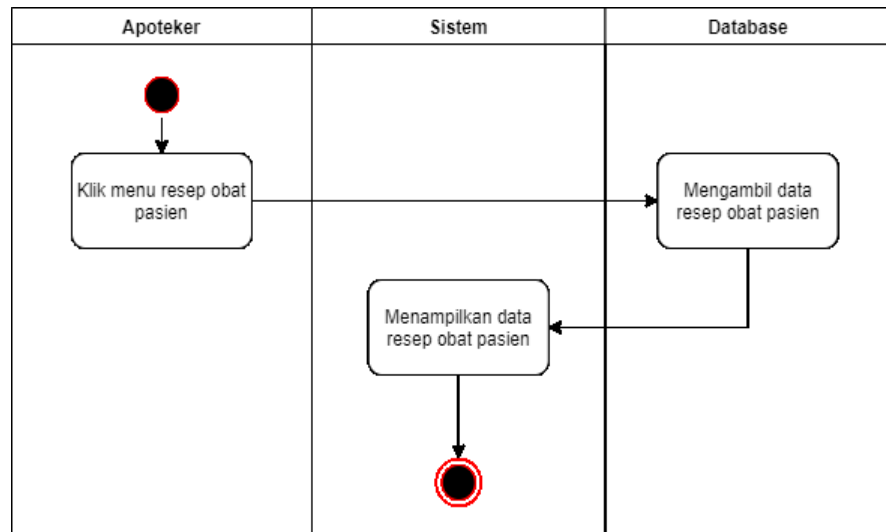 Apoteker
Sistem
Database
Klik menu resep obat
pasien
Mengambil data
resep obat pasien
Menampilkan data
resep obat pasien